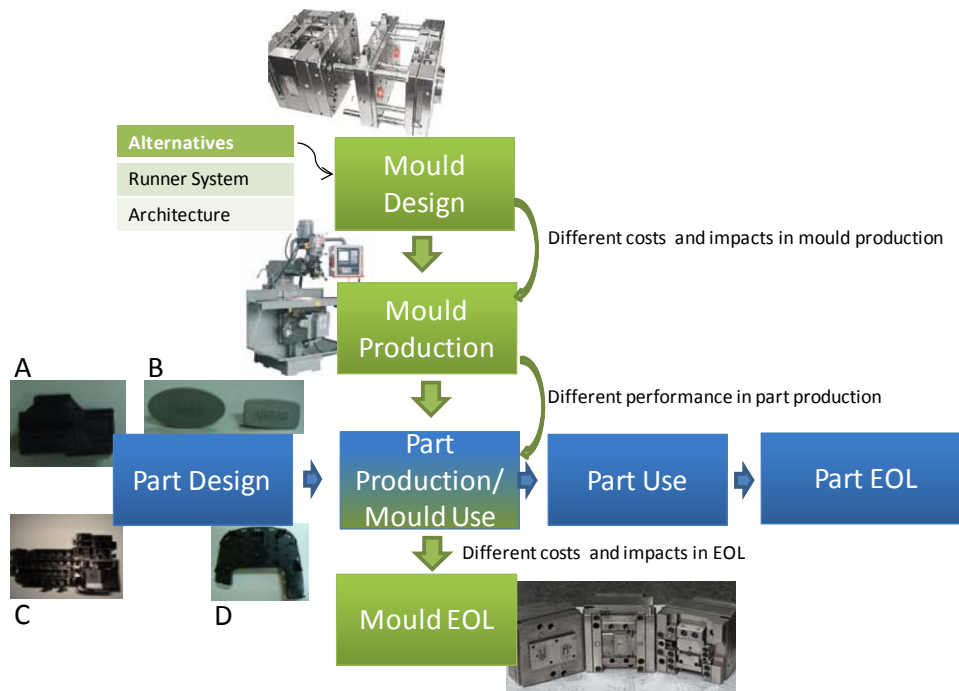 Alternatives
Runner System
Architecture
Mould
Design
Different costs and impacts in mould production
Mould
Production
A
B
AIRBAG
Different performance in part production
Part Design
Part
Production/
Mould Use
Part Use
Part EOL
C
D
Different costs and impacts in EOL
Mould EOL